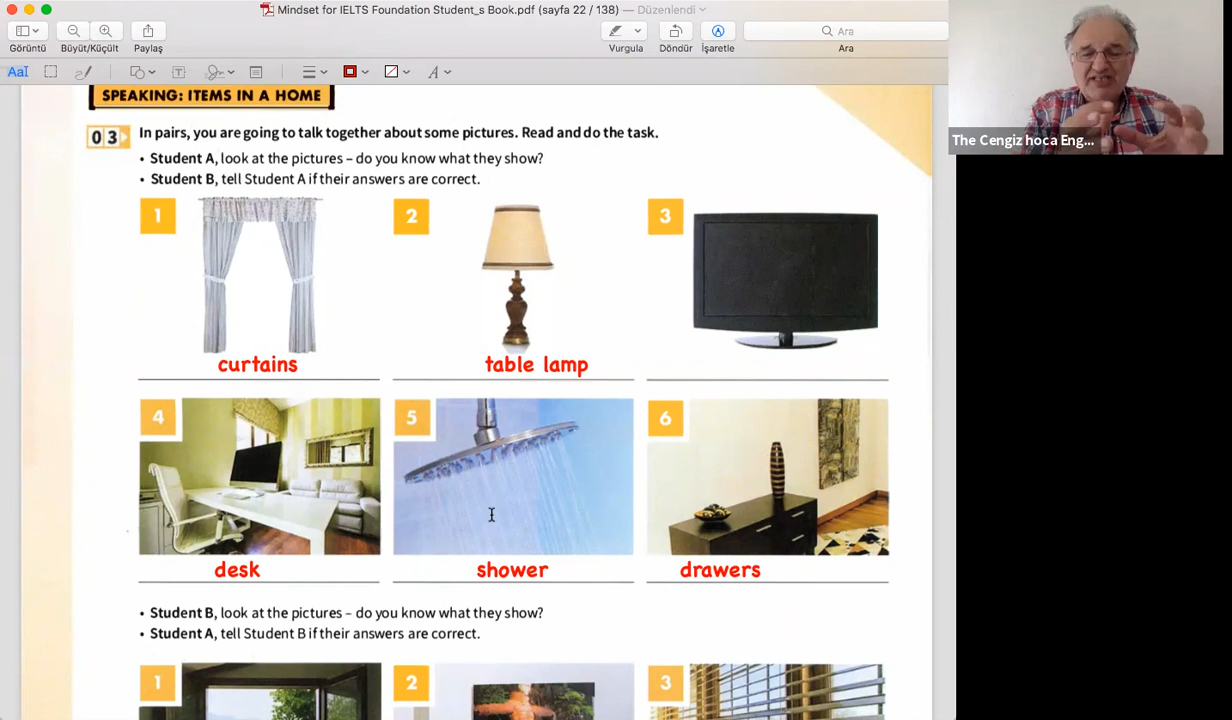 Mindset for IELTS Foundation Student_s Book.pdf (sayfa 22 / 138) — Düzenlendi
Görüntü
Büyüt/Küçült
Paylaş
Vurgula
Döndür
İşaretle
Ara
Ara
AaI
T
A
The Cengiz hoca Eng...
SPEAKING: ITEMS IN A HOME
03 In pairs, you are going to talk together about some pictures. Read and do the task.
• Student A, look at the pictures – do you know what they show?
• Student B, tell Student A if their answers are correct.
1
2
3
curtains
table lamp
4
5
6
desk
shower
drawers
• Student B, look at the pictures – do you know what they show?
• Student A, tell Student B if their answers are correct.
1
2
3